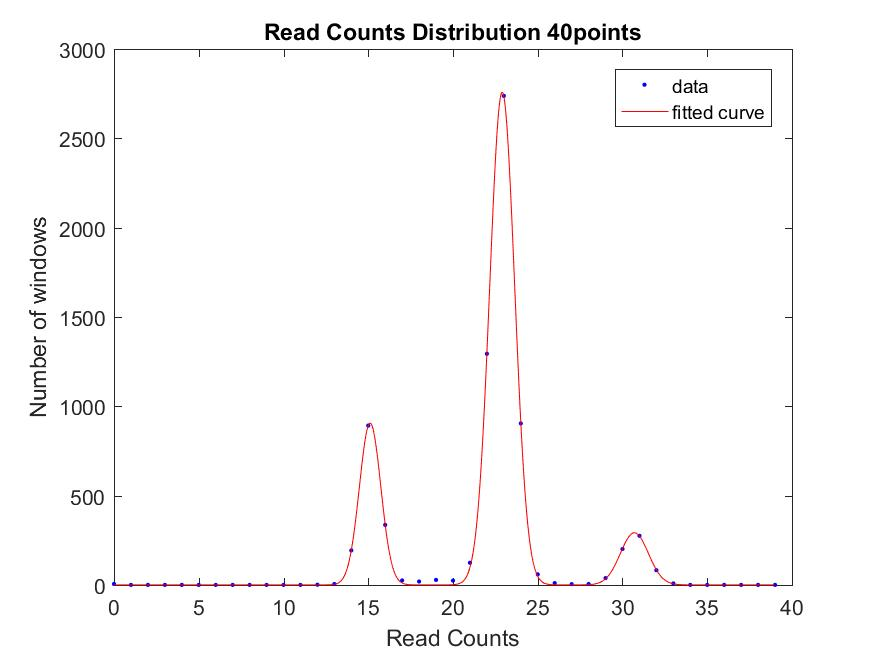 Read Counts Distribution 40points
3000
2500
2000
1500
1000
500
0
Number of windows
data
fitted curve
0 5 10 15 20 25 30 35 40
Read Counts